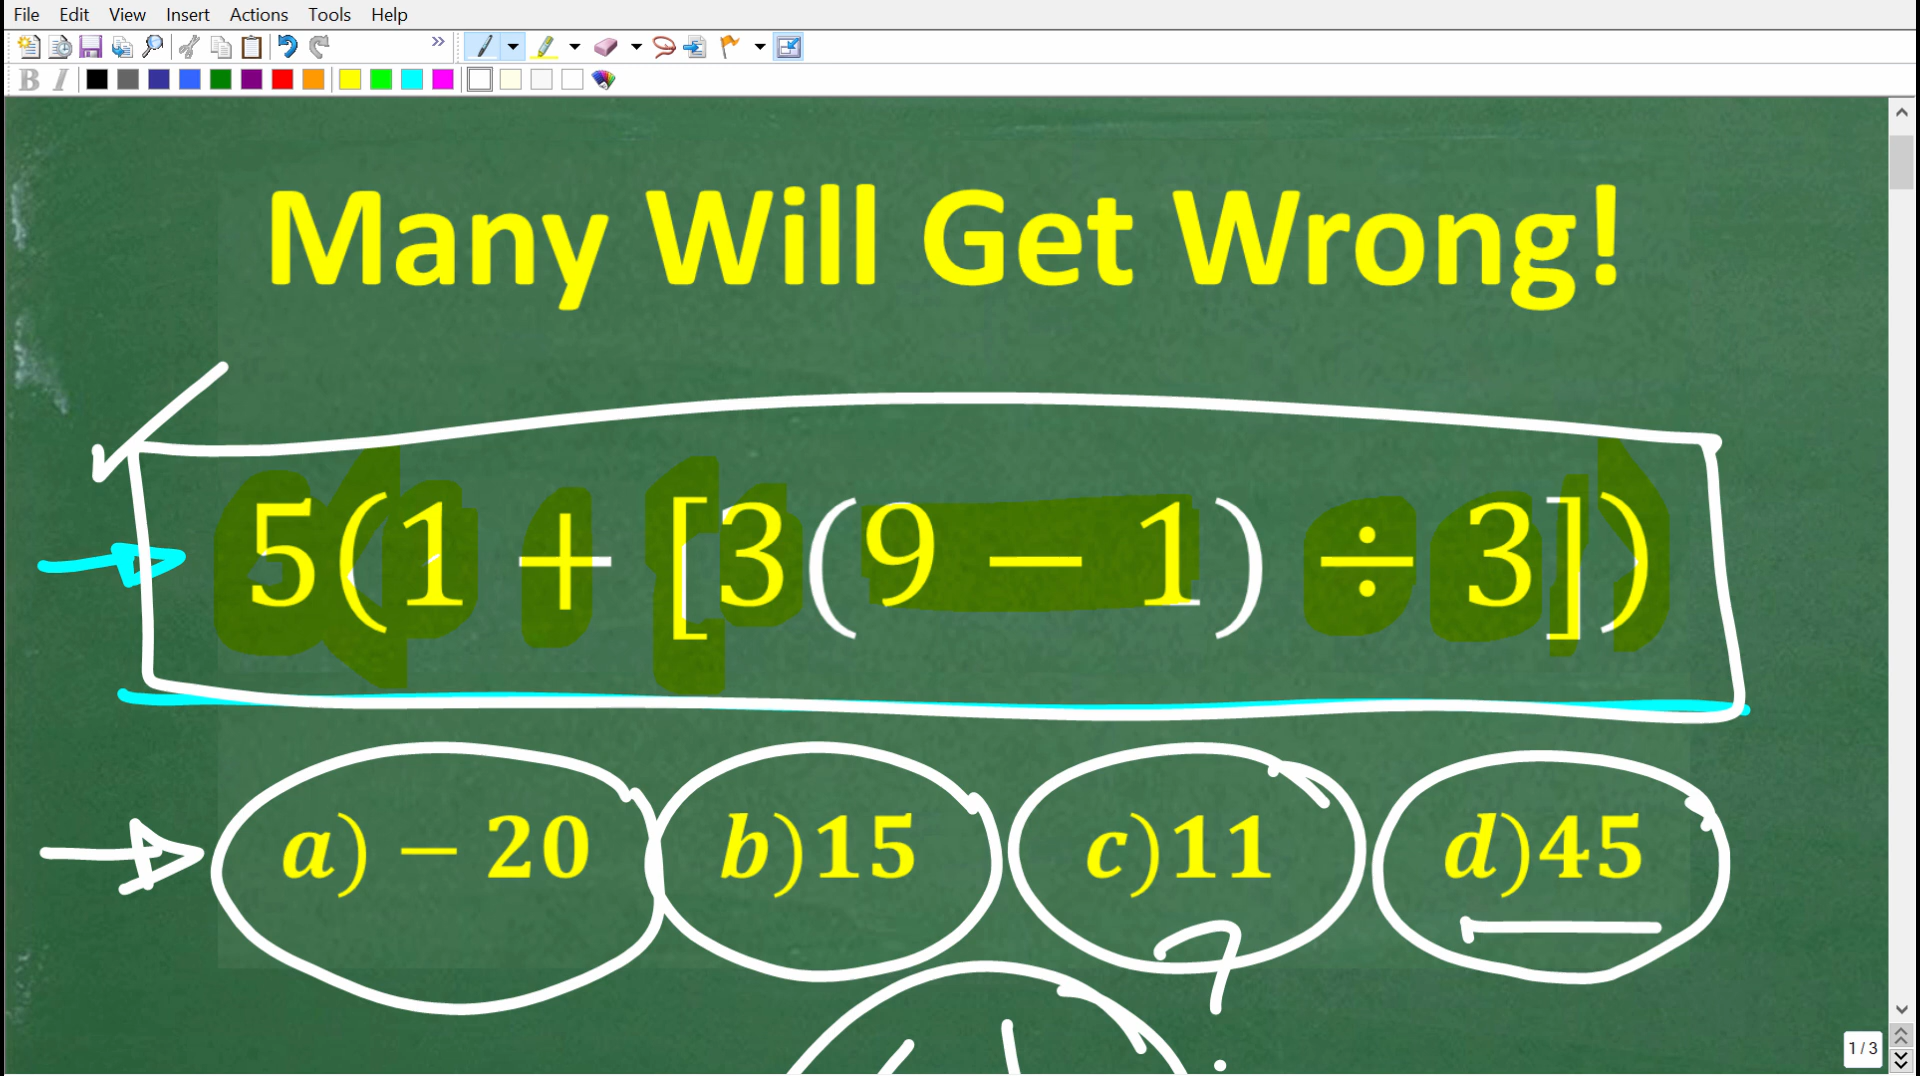 File Edit View Insert Actions Tools Help
B I
Many Will Get Wrong!
5(1 + [3(9 − 1) ÷ 3])
a) − 20 b)15 c)11 d)45
?
1 / 3